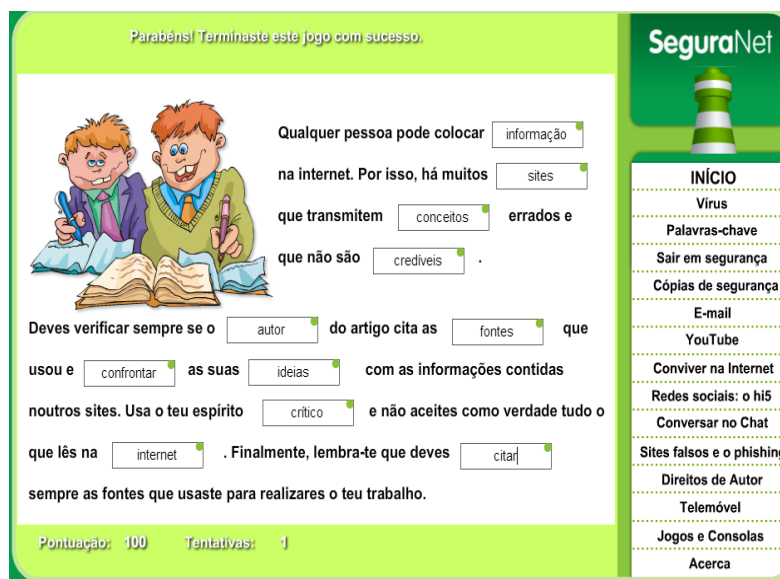 Parabéns! Terminaste este jogo com sucesso.
Qualquer pessoa pode colocar informação
na internet. Por isso, há muitos sites
que transmitem conceitos errados e
que não são credíveis .
Deves verificar sempre se o autor do artigo cita as fontes que
usou e confrontar as suas ideias com as informações contidas
noutros sites. Usa o teu espírito crítico e não aceites como verdade tudo o
que lês na internet . Finalmente, lembra-te que deves citar
sempre as fontes que usaste para realizares o teu trabalho.
Pontuação: 100 Tentativas: 1
SeguraNet
INÍCIO
Vírus
Palavras-chave
Sair em segurança
Cópias de segurança
E-mail
YouTube
Conviver na Internet
Redes sociais: o hi5
Conversar no Chat
Sites falsos e o phishing
Direitos de Autor
Telemóvel
Jogos e Consolas
Acerca